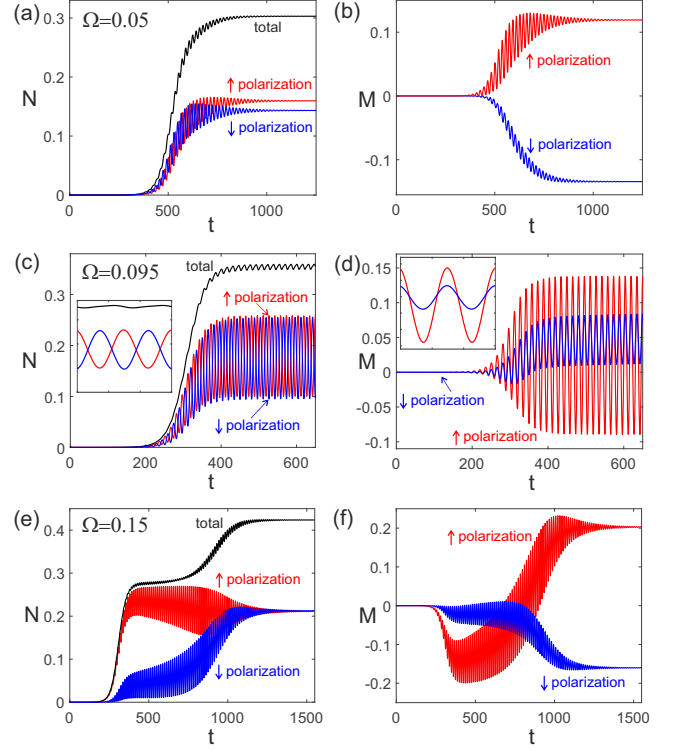 (a) Ω=0.05
total
↑ polarization
↓ polarization
N
0.3
0.2
0.1
0
0 500 1000
t
(b)
↑ polarization
↓ polarization
M
0.1
0
-0.1
0 500 1000
t
(c) Ω=0.095
total
↑ polarization
↓ polarization
N
0.3
0.2
0.1
0
0 200 400 600
t
(d)
↓ polarization
↑ polarization
M
0.15
0.10
0.05
0
0.05
-0.1
0 200 400 600
t
(e) Ω=0.15
total
↑ polarization
↓ polarization
N
0.4
0.3
0.2
0.1
0
0 500 1000 1500
t
(f)
↑ polarization
↓ polarization
M
0.2
0.1
0
-0.1
-0.2
0 500 1000 1500
t